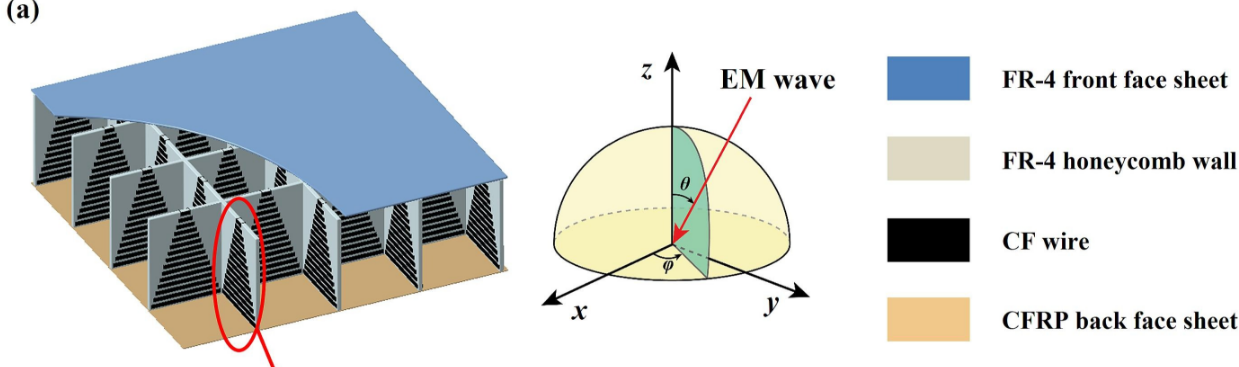 (a)
z
EM wave
θ
φ
x
y
FR-4 front face sheet
FR-4 honeycomb wall
CF wire
CFRP back face sheet